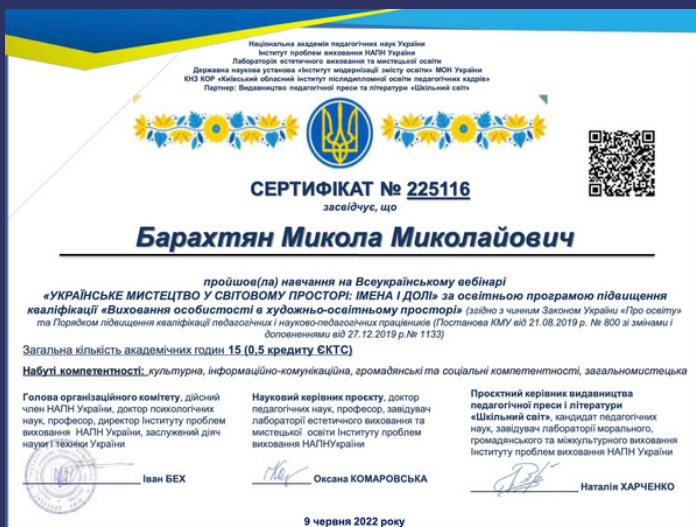 Національна академія педагогічних наук України
Інститут проблем виховання НАПН України
Лабораторія естетичного виховання та мистецької освіти
Державна наукова установа «Інститут модернізації змісту освіти» МОН України
КНЗ КОР «Київський обласний інститут післядипломної освіти педагогічних кадрів»
Партнер: Видавництво педагогічної преси та літератури «Шкільний світ»
СЕРТИФІКАТ № 225116
засвідчує, що
Барахтян Микола Миколайович
пройшов(ла) навчання на Всеукраїнському вебінарі
«УКРАЇНСЬКЕ МИСТЕЦТВО У СВІТОВОМУ ПРОСТОРІ: ІМЕНА І ДОЛІ» за освітньою програмою підвищення
кваліфікації «Виховання особистості в художньо-освітньому просторі» (згідно з чинним Законом України «Про освіту»
та Порядком підвищення кваліфікації педагогічних і науково-педагогічних працівників (Постанова КМУ від 21.08.2019 р. № 800 зі змінами і
доповненнями від 27.12.2019 р.№ 1133)
Загальна кількість академічних годин 15 (0,5 кредиту ЄКТС)
Набуті компетентності: культурна, інформаційно-комунікаційна, громадянські та соціальні компетентності, загальномистецька
Голова організаційного комітету, дійсний
член НАПН України, доктор психологічних
наук, професор, директор Інституту проблем
виховання НАПН України, заслужений діяч
науки і техніки України
Іван БЕХ
Науковий керівник проєкту, доктор
педагогічних наук, професор, завідувач
лабораторії естетичного виховання та
мистецької освіти Інституту проблем
виховання НАПНУкраїни
Оксана КОМАРОВСЬКА
Проєктний керівник видавництва
педагогічної преси і літератури
«Шкільний світ», кандидат педагогічних
наук, завідувач лабораторії морального,
громадянського та міжкультурного виховання
Інституту проблем виховання НАПН України
Наталія ХАРЧЕНКО
9 червня 2022 року